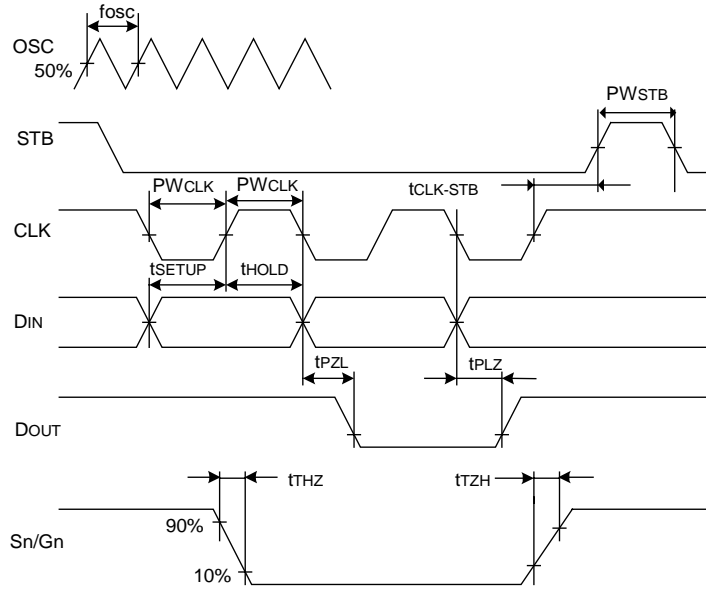 fosc
OSC
50%
PWSTB
STB
PWCLK PWCLK
tCLK-STB
CLK
tSETUP tHOLD
DIN
tPZL tPLZ
DOUT
tTHZ tTZH
90%
Sn/Gn
10%